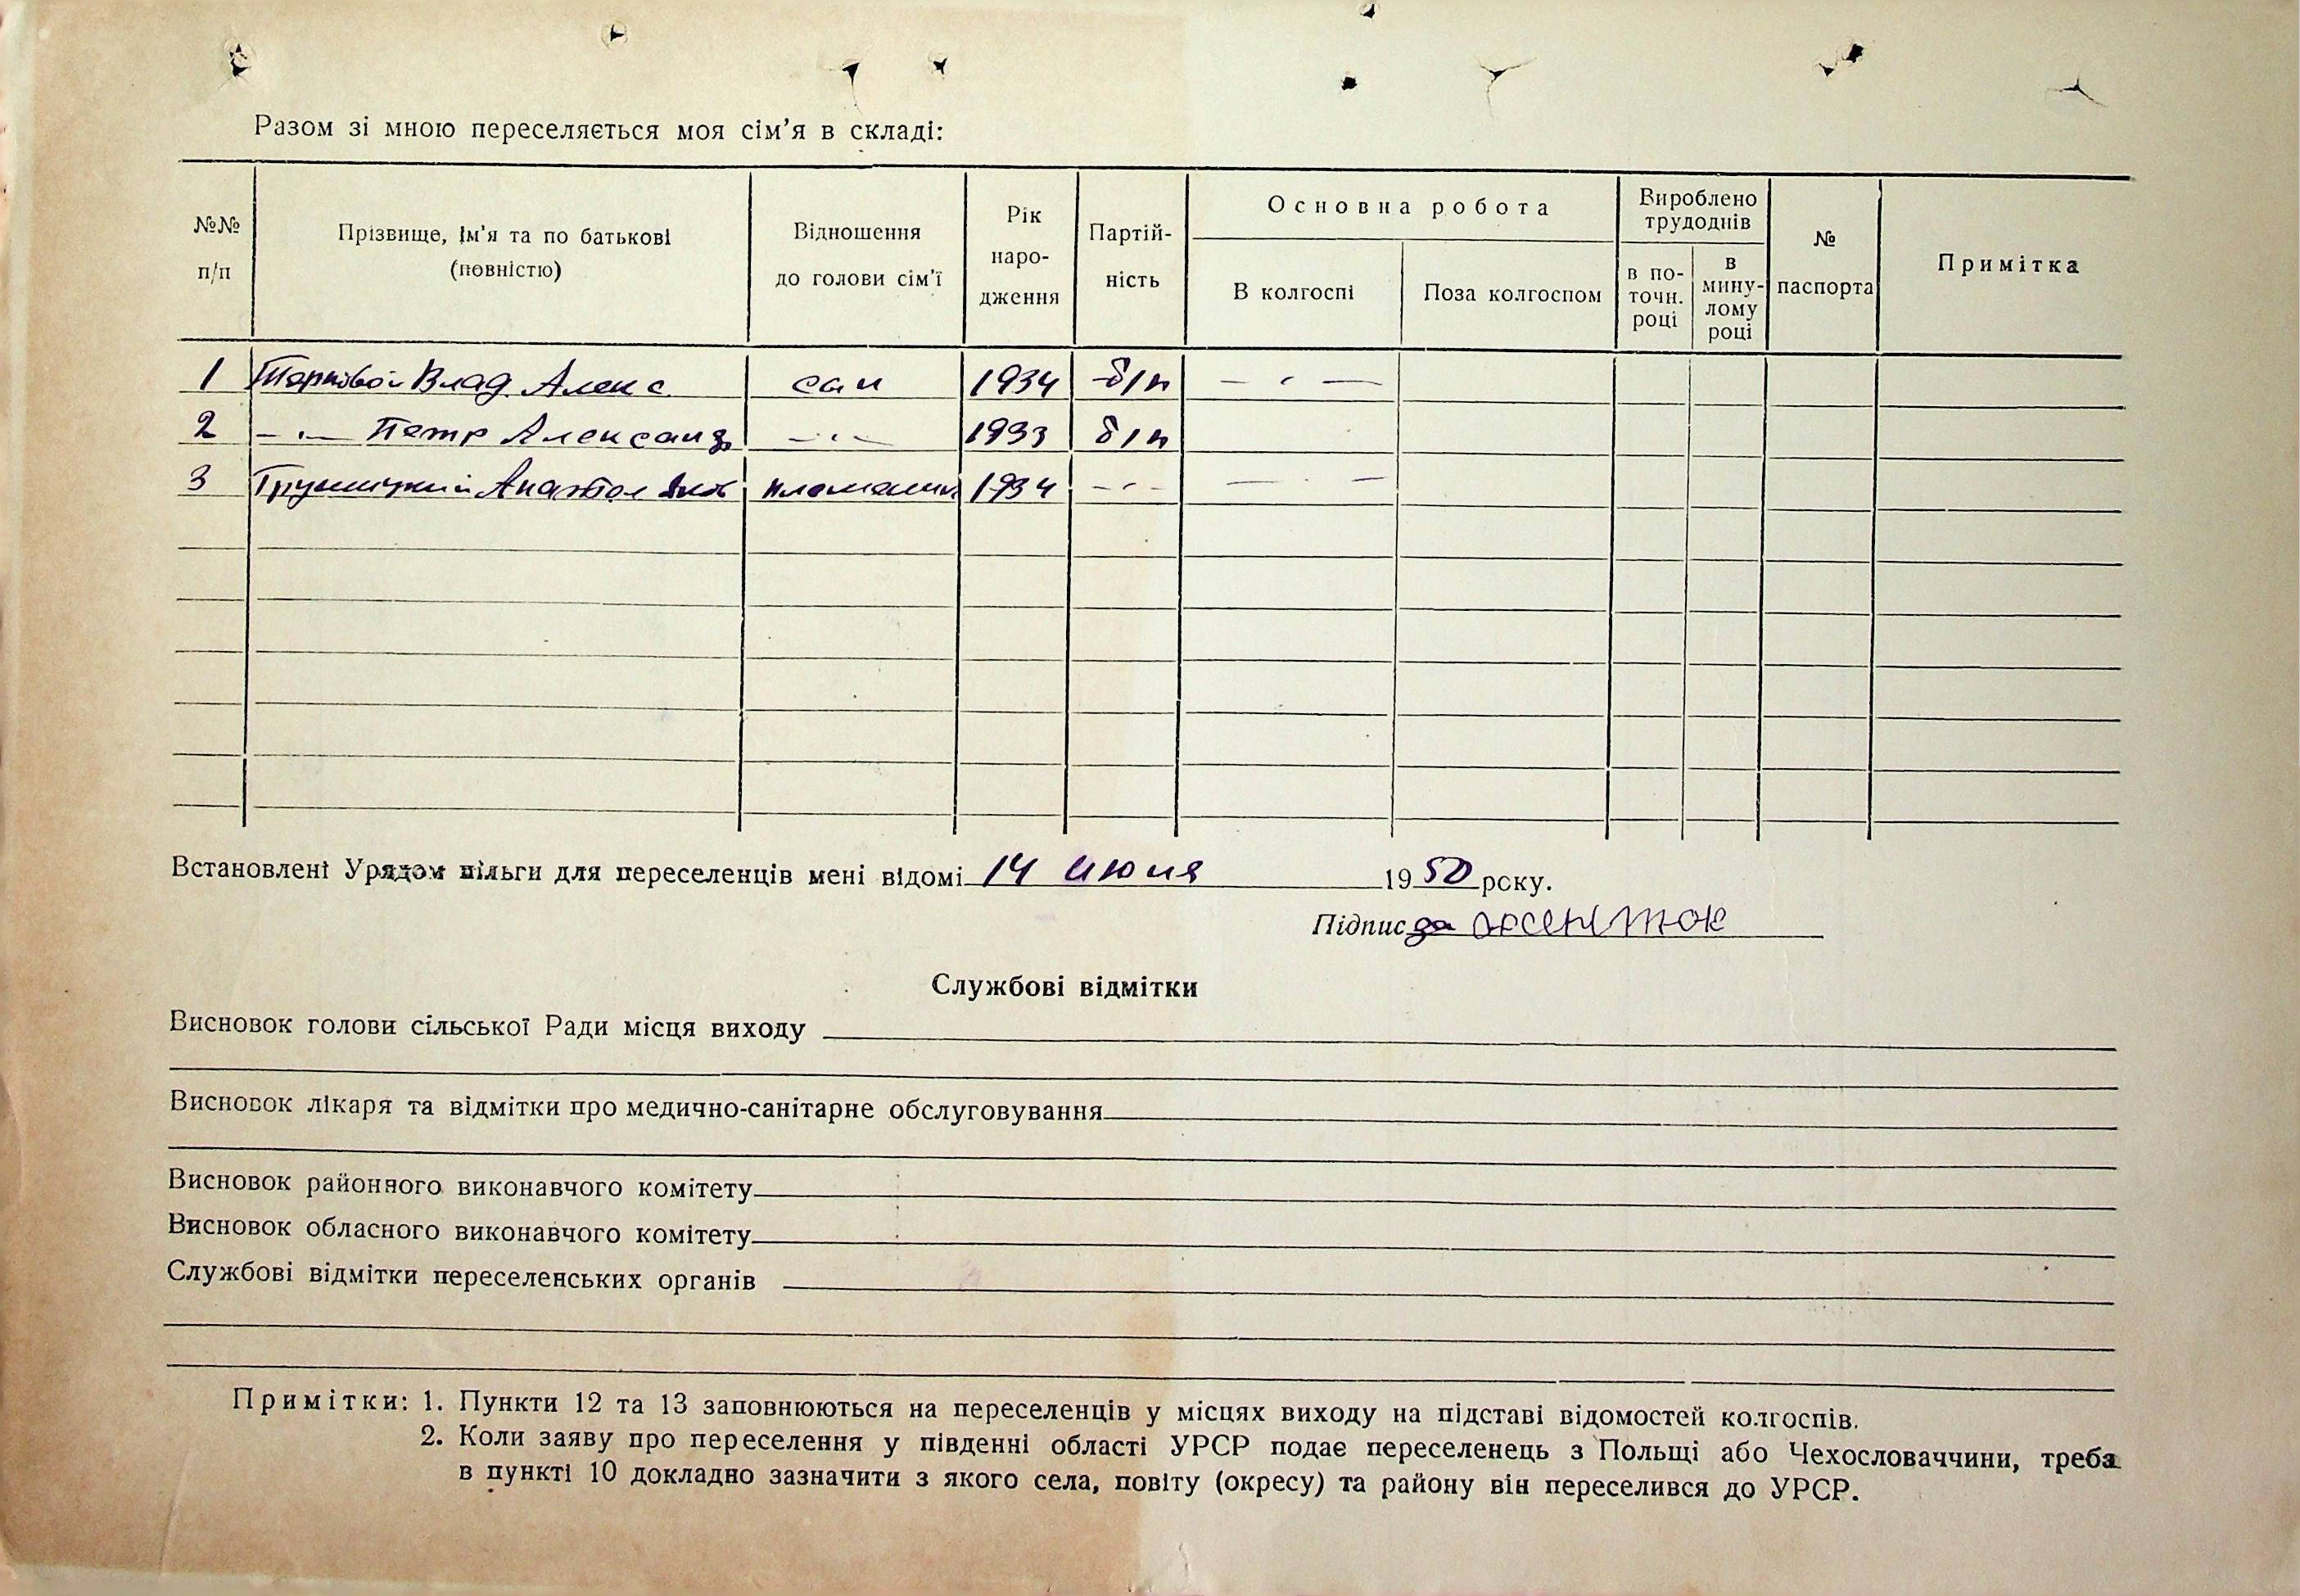 Разом зі мною переселяється моя сім'я в складі:
№№ п/п
Прізвище, ім'я та по батькові (повністю)
Відношення до голови сім'ї
Рік народження
Партійність
Основна робота
В колгоспі
Поза колгоспом
Вироблено трудоднів
в поточн. році
в минулому році
№ паспорта
Примітка
1 Влад. Алекс. 1934 б/п — " —
2 — " — Петр Александ — " — 1933 б/п
3 Анатол 1934 — " — — " —
Встановлені Урядом пільги для переселенців мені відомі 14 июня 1950 року.
Підпис
Службові відмітки
Висновок голови сільської Ради місця виходу
Висновок лікаря та відмітки про медично-санітарне обслуговування
Висновок районного виконавчого комітету
Висновок обласного виконавчого комітету
Службові відмітки переселенських органів
Примітки: 1. Пункти 12 та 13 заповнюються на переселенців у місцях виходу на підставі відомостей колгоспів.
2. Коли заяву про переселення у південні області УРСР подає переселенець з Польщі або Чехословаччини, треба
в пункті 10 докладно зазначити з якого села, повіту (окресу) та району він переселився до УРСР.